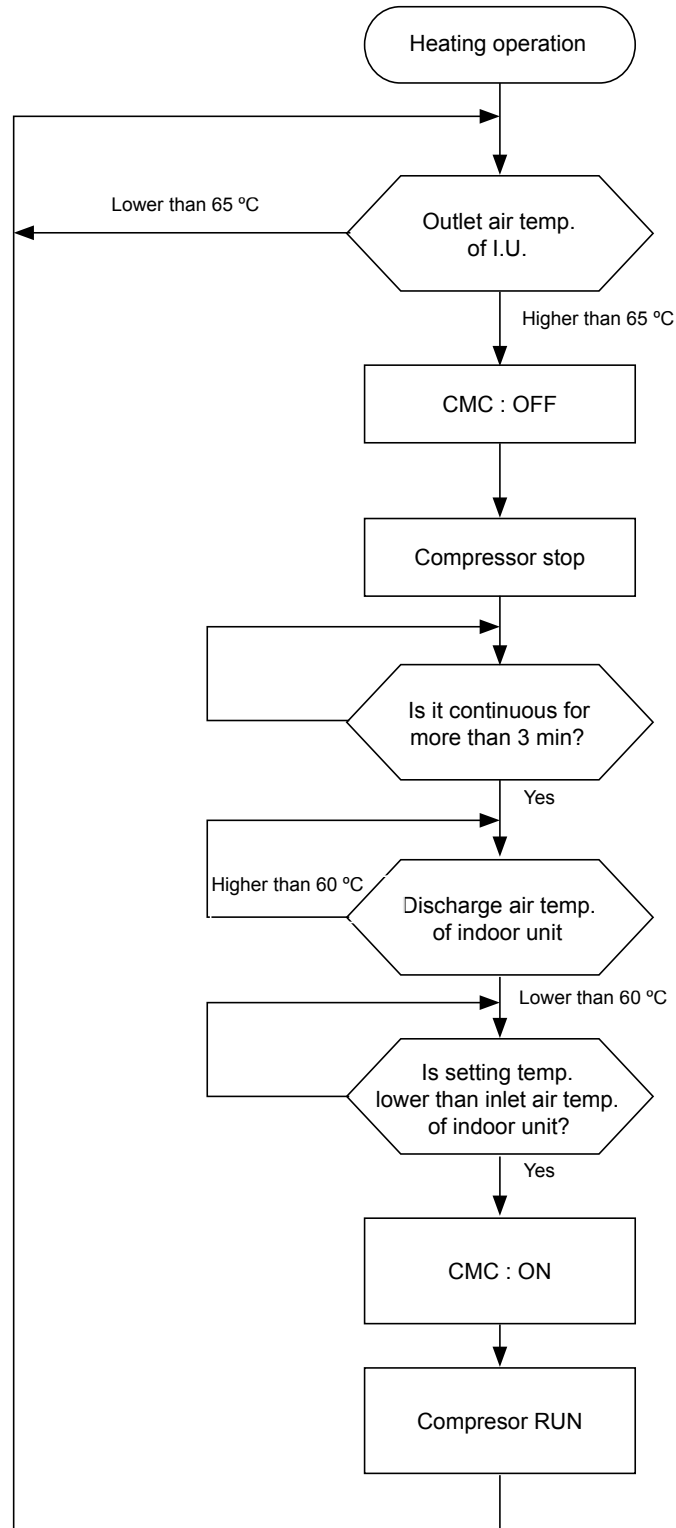 Heating operation
Lower than 65 ºC
Outlet air temp.
of I.U.
Higher than 65 ºC
CMC : OFF
Compressor stop
Is it continuous for
more than 3 min?
Yes
Higher than 60 ºC
Discharge air temp.
of indoor unit
Lower than 60 ºC
Is setting temp.
lower than inlet air temp.
of indoor unit?
Yes
CMC : ON
Compresor RUN